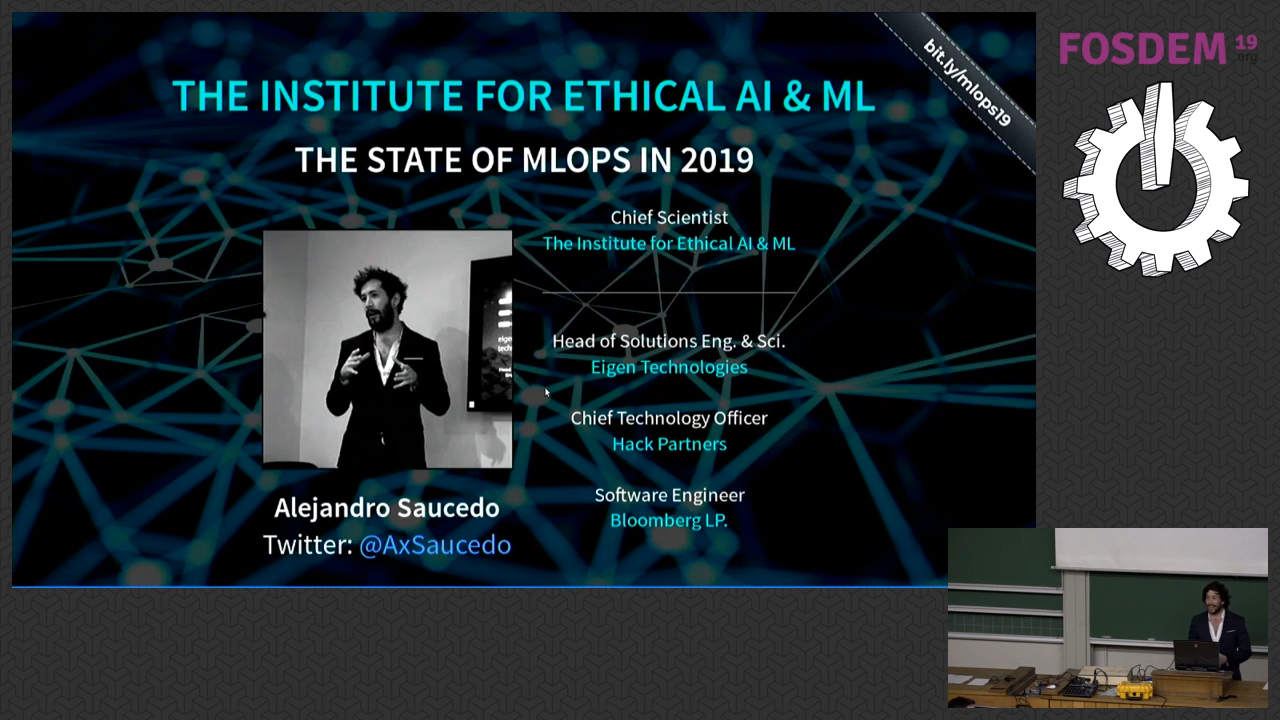 THE INSTITUTE FOR ETHICAL AI & ML
bit.ly/mlops19
THE STATE OF MLOPS IN 2019
Chief Scientist
The Institute for Ethical AI & ML
Head of Solutions Eng. & Sci.
Eigen Technologies
Chief Technology Officer
Hack Partners
Software Engineer
Bloomberg LP.
Alejandro Saucedo
Twitter: @AxSaucedo
FOSDEM 19
.org